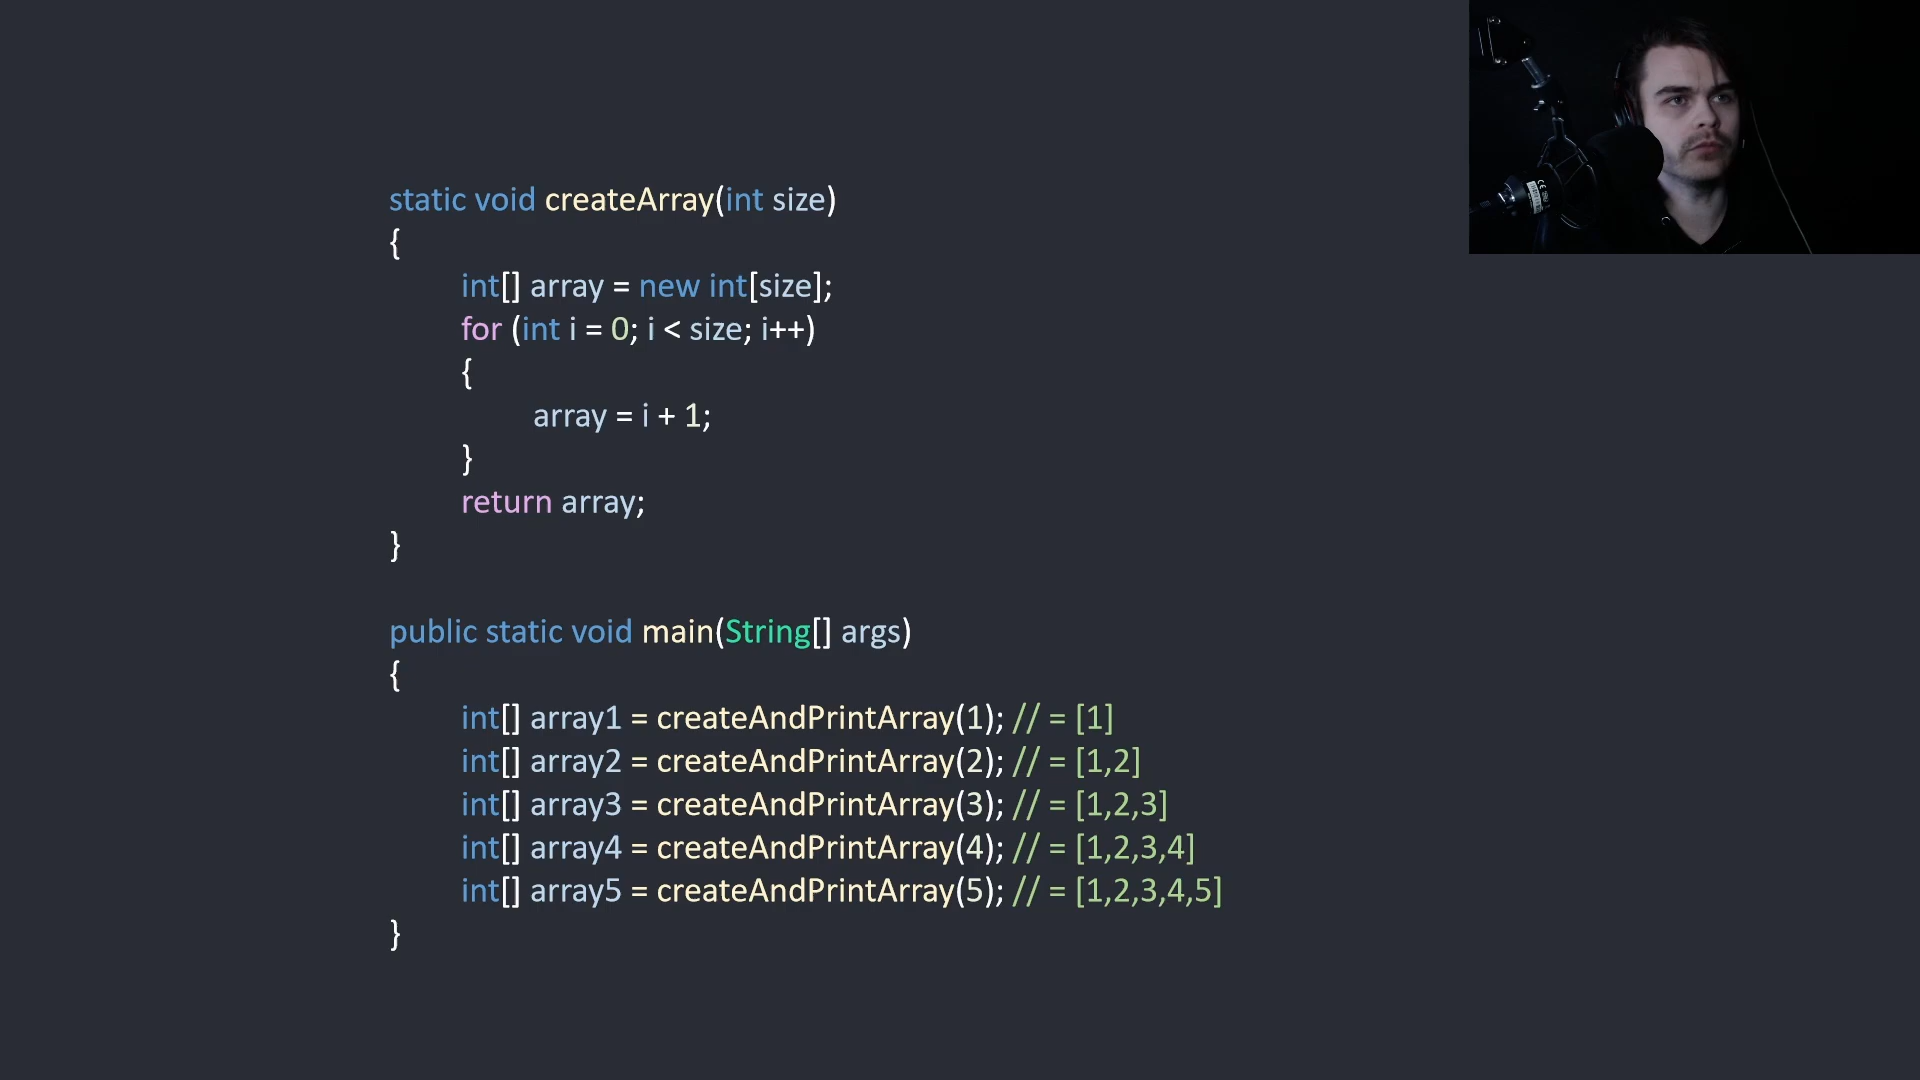 static void createArray(int size)
{
int[] array = new int[size];
for (int i = 0; i < size; i++)
{
array = i + 1;
}
return array;
}
public static void main(String[] args)
{
int[] array1 = createAndPrintArray(1); // = [1]
int[] array2 = createAndPrintArray(2); // = [1,2]
int[] array3 = createAndPrintArray(3); // = [1,2,3]
int[] array4 = createAndPrintArray(4); // = [1,2,3,4]
int[] array5 = createAndPrintArray(5); // = [1,2,3,4,5]
}